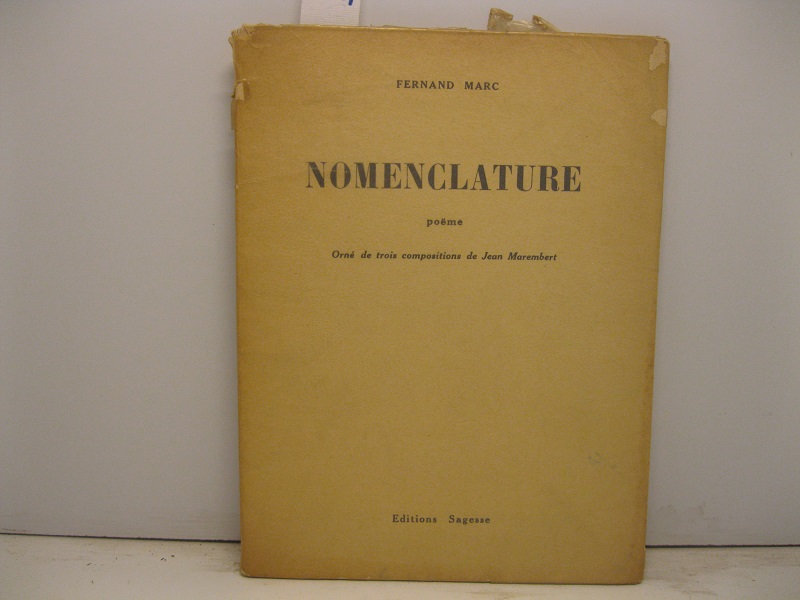 FERNAND MARC
NOMENCLATURE
poëme
Orné de trois compositions de Jean Marembert
Editions Sagesse